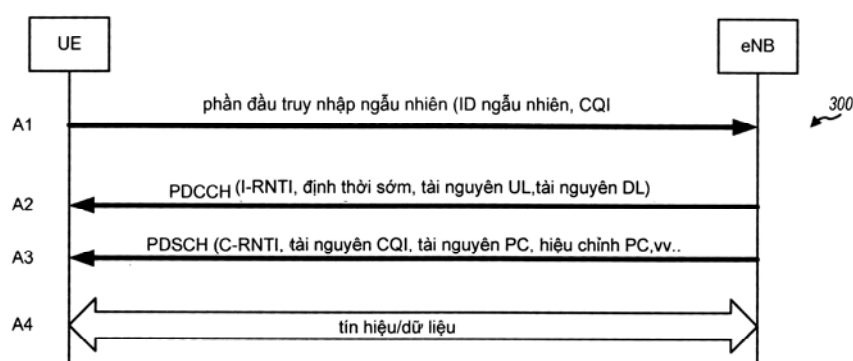 UE
eNB
phần đầu truy nhập ngẫu nhiên (ID ngẫu nhiên, CQI
300
A1
PDCCH (I-RNTI, định thời sớm, tài nguyên UL,tài nguyên DL)
A2
PDSCH (C-RNTI, tài nguyên CQI, tài nguyên PC, hiệu chỉnh PC,vv..
A3
A4
tín hiệu/dữ liệu